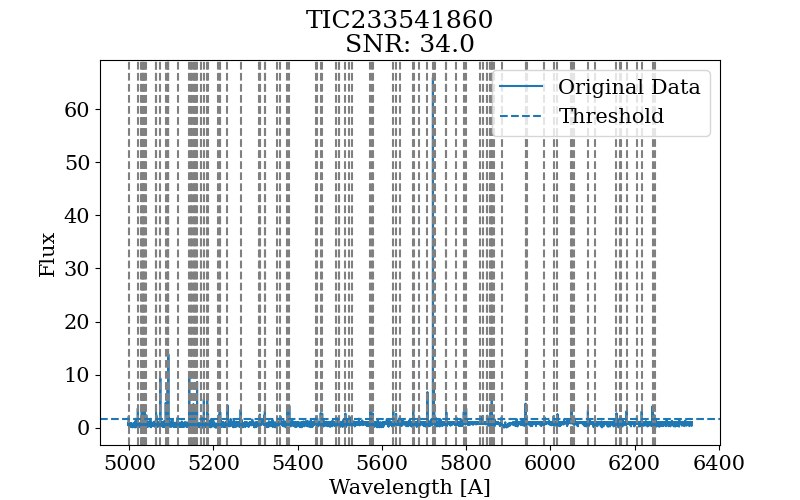 TIC233541860
SNR: 34.0
Original Data
Threshold
Flux
60
50
40
30
20
10
0
5000 5200 5400 5600 5800 6000 6200 6400
Wavelength [A]